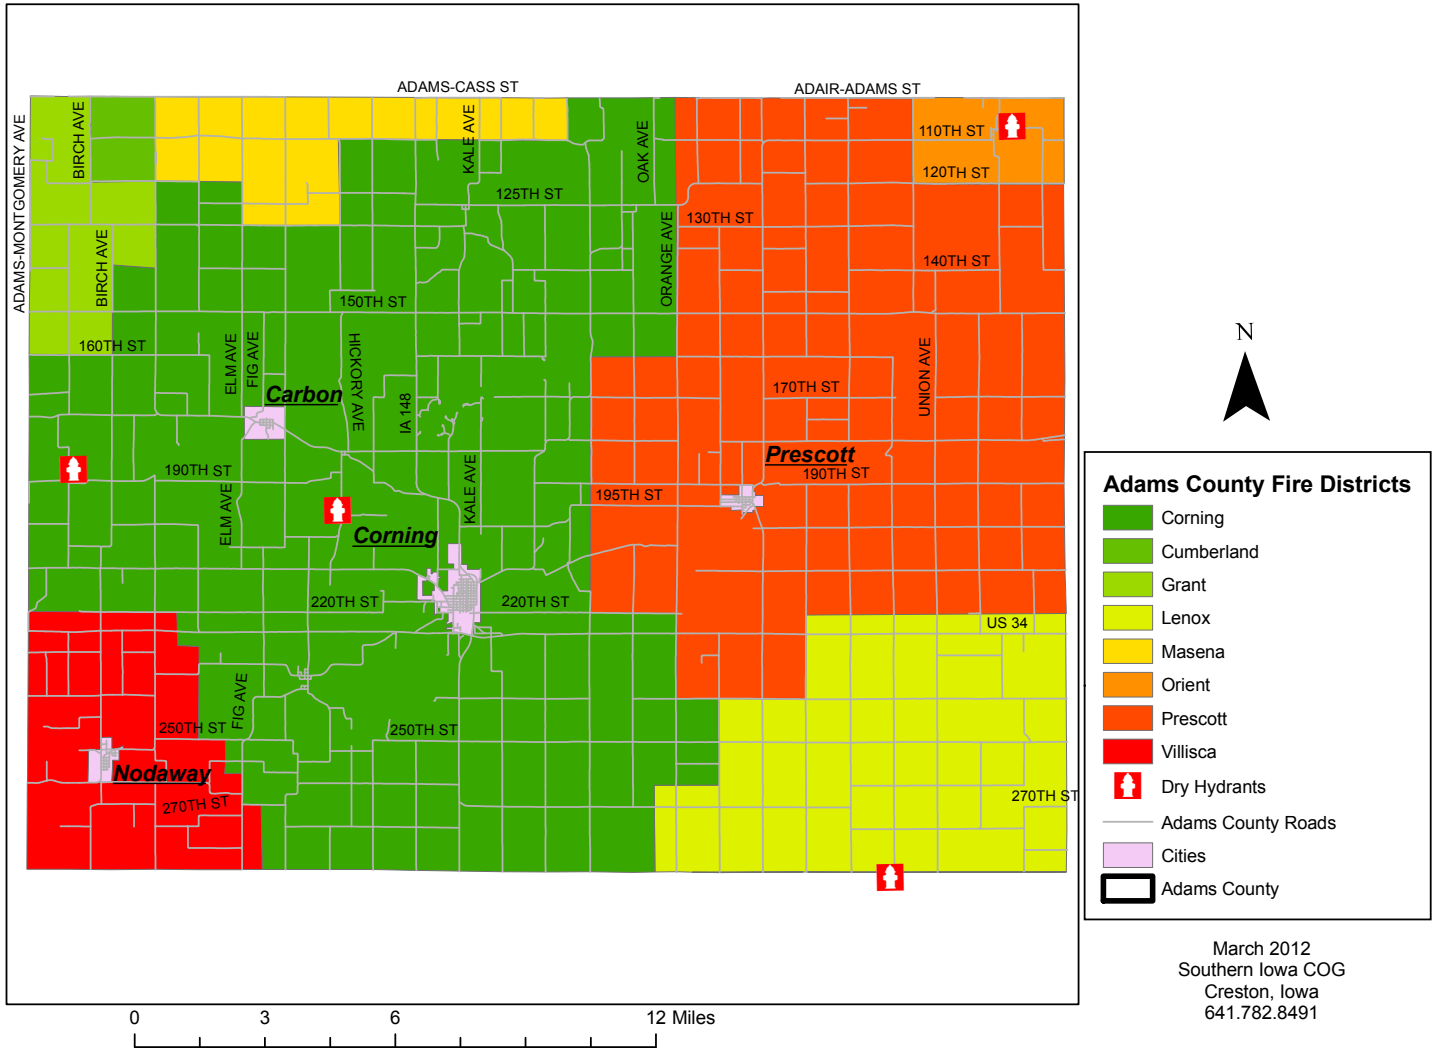 ADAMS-CASS ST
ADAIR-ADAMS ST
ADAMS-MONTGOMERY AVE
BIRCH AVE
KALE AVE
OAK AVE
110TH ST
120TH ST
125TH ST
130TH ST
ORANGE AVE
BIRCH AVE
140TH ST
150TH ST
160TH ST
ELM AVE
FIG AVE
HICKORY AVE
IA 148
UNION AVE
170TH ST
Carbon
Prescott
190TH ST
190TH ST
195TH ST
KALE AVE
ELM AVE
Corning
220TH ST
220TH ST
US 34
FIG AVE
250TH ST
250TH ST
Nodaway
270TH ST
270TH ST
0 3 6 12 Miles
N
Adams County Fire Districts
Corning
Cumberland
Grant
Lenox
Masena
Orient
Prescott
Villisca
Dry Hydrants
Adams County Roads
Cities
Adams County
March 2012
Southern Iowa COG
Creston, Iowa
641.782.8491